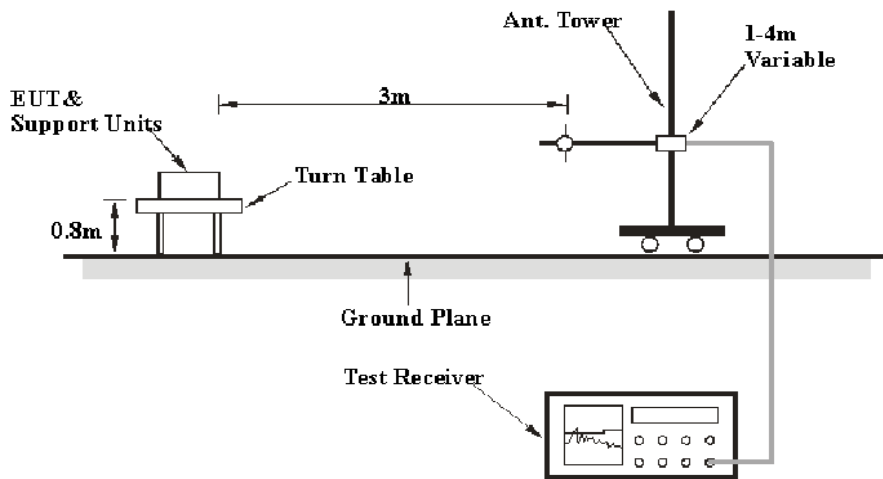 Ant. Tower
1-4m
Variable
3m
EUT&
Support Units
Turn Table
0.8m
Ground Plane
Test Receiver